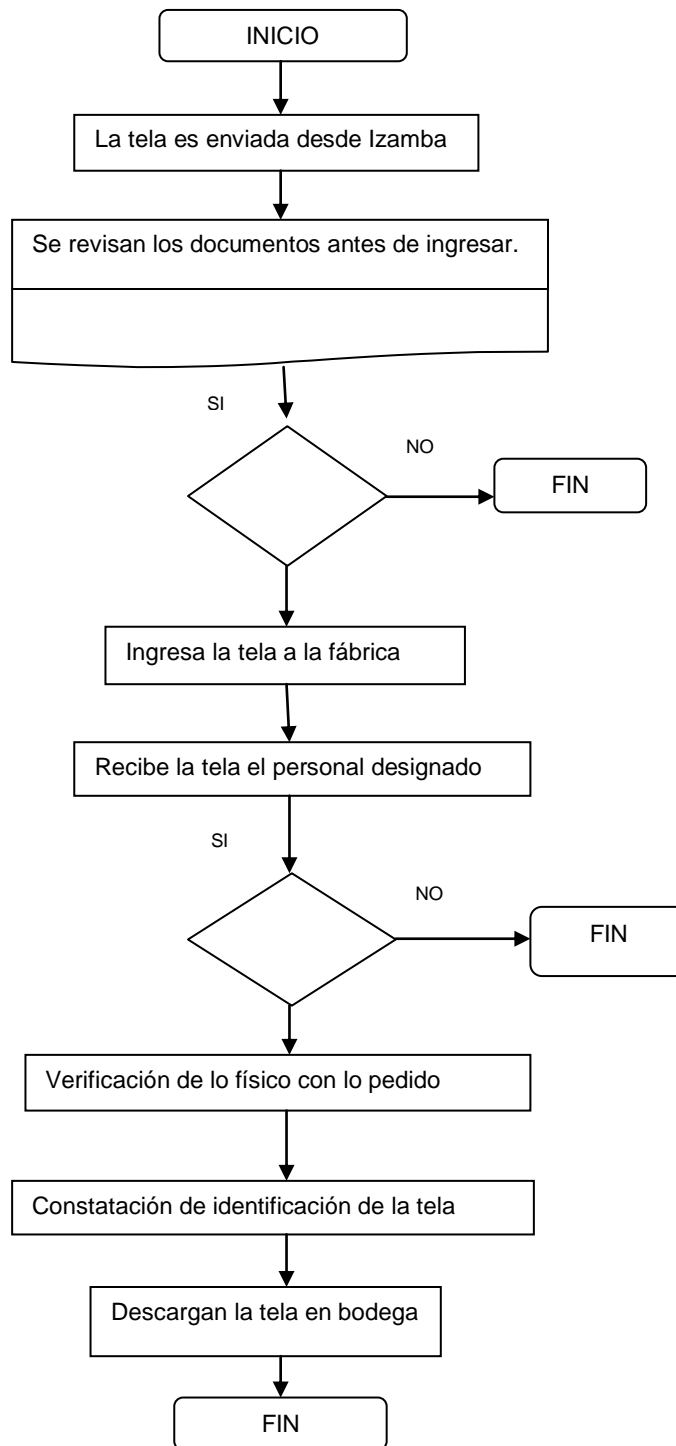 INICIO
La tela es enviada desde Izamba
Se revisan los documentos antes de ingresar.
SI
NO
FIN
Ingresa la tela a la fábrica
Recibe la tela el personal designado
SI
NO
FIN
Verificación de lo físico con lo pedido
Constatación de identificación de la tela
Descargan la tela en bodega
FIN